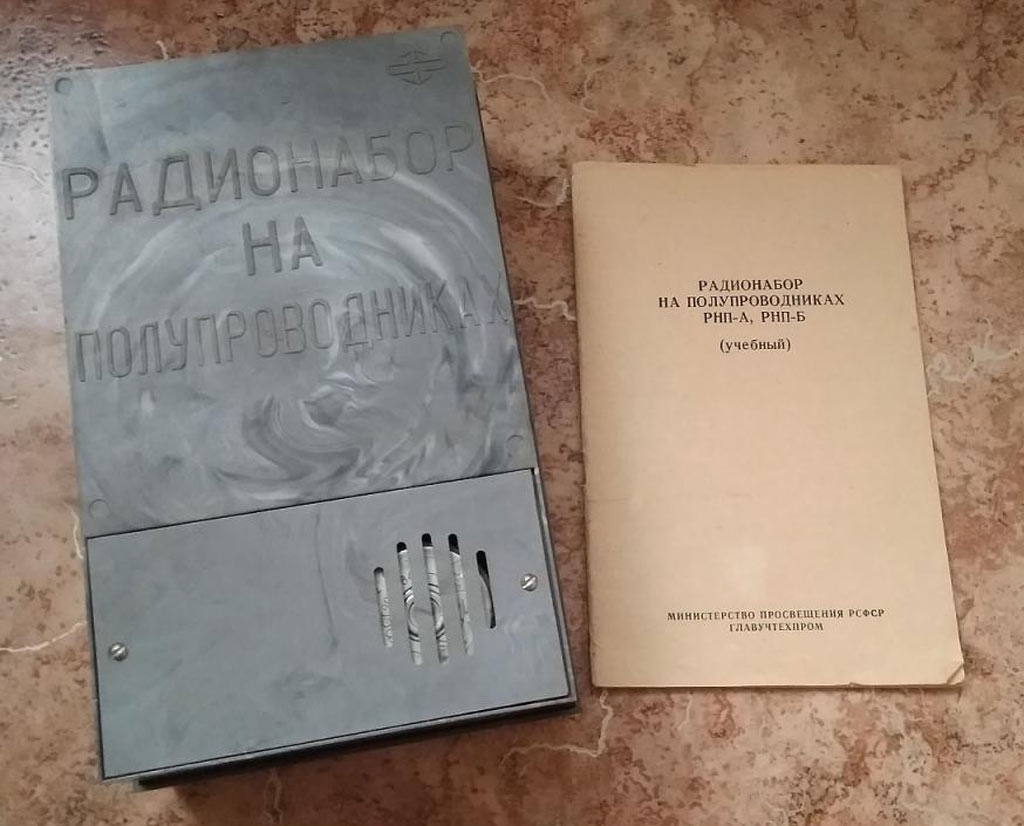 РАДИОНАБОР
НА
ПОЛУПРОВОДНИКАХ
РАДИОНАБОР
НА ПОЛУПРОВОДНИКАХ
РНП-А, РНП-Б
(учебный)
МИНИСТЕРСТВО ПРОСВЕЩЕНИЯ РСФСР
ГЛАВУЧТЕХПРОМ